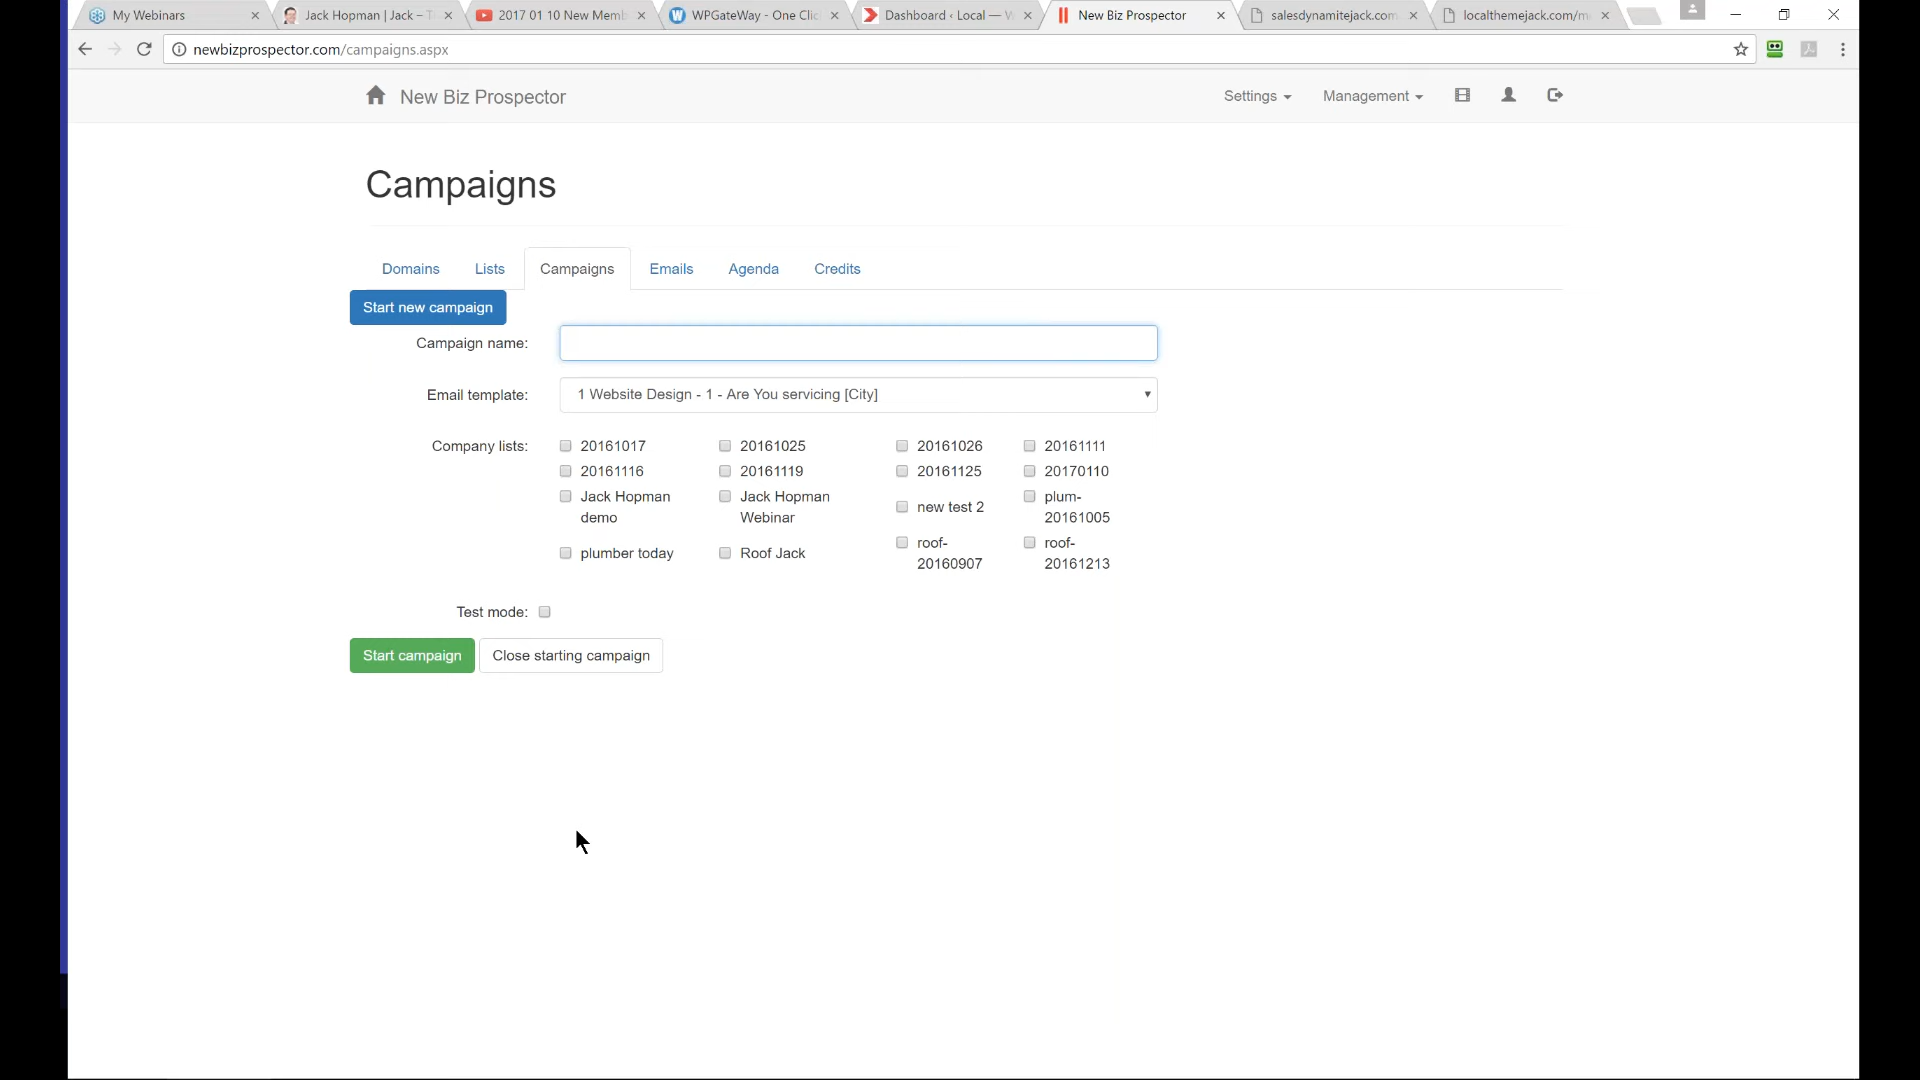 My Webinars
Jack Hopman | Jack – T
2017 01 10 New Memb
WPGateWay - One Clic
Dashboard ‹ Local — W
New Biz Prospector
salesdynamitejack.com
localthemejack.com/m
newbizprospector.com/campaigns.aspx
New Biz Prospector
Settings
Management
Campaigns
Domains
Lists
Campaigns
Emails
Agenda
Credits
Start new campaign
Campaign name:
Email template:
1 Website Design - 1 - Are You servicing [City]
Company lists:
20161017
20161025
20161026
20161111
20161116
20161119
20161125
20170110
Jack Hopman
demo
Jack Hopman
Webinar
new test 2
plum-
20161005
plumber today
Roof Jack
roof-
20160907
roof-
20161213
Test mode:
Start campaign
Close starting campaign